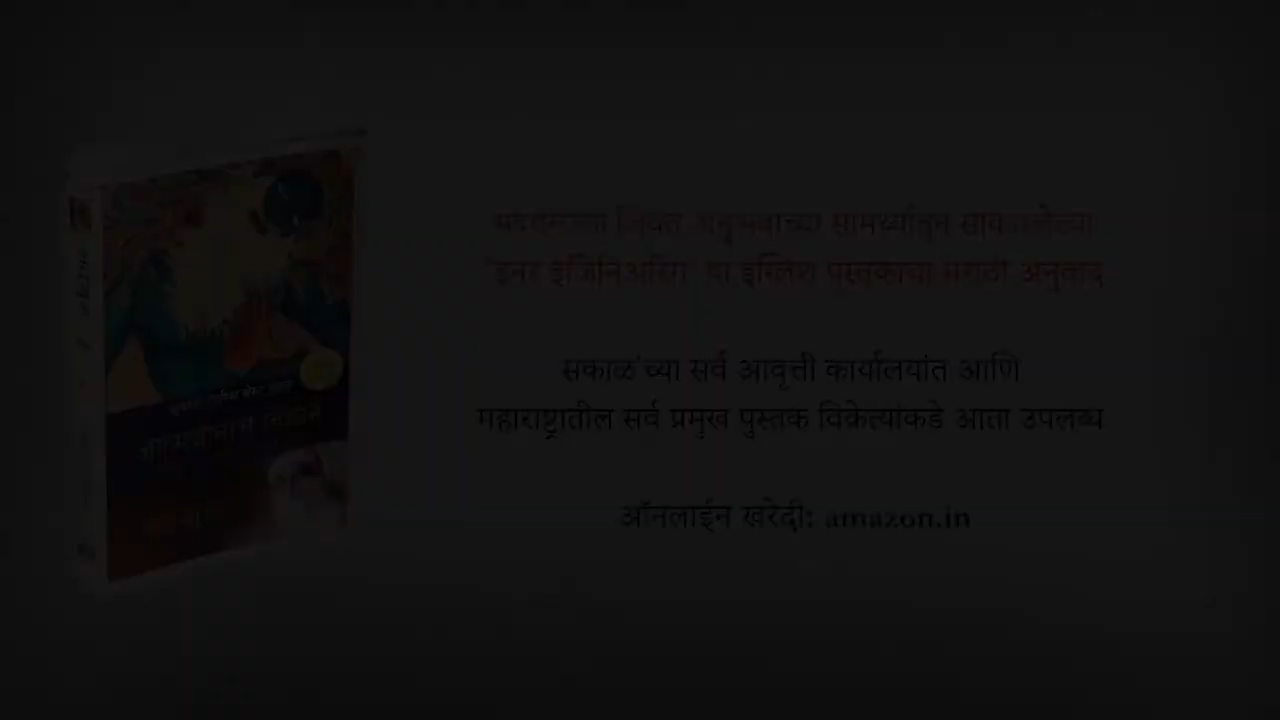 जिवंत अनुभवाच्या सामर्थ्यातून साकारलेल्या
'इनर इंजिनिअरिंग' या इंग्लिश पुस्तकाचा मराठी अनुवाद
सकाळ'च्या सर्व आवृत्ती कार्यालयांत आणि
महाराष्ट्रातील सर्व प्रमुख पुस्तक विक्रेत्यांकडे आता उपलब्ध
ऑनलाईन खरेदी: amazon.in